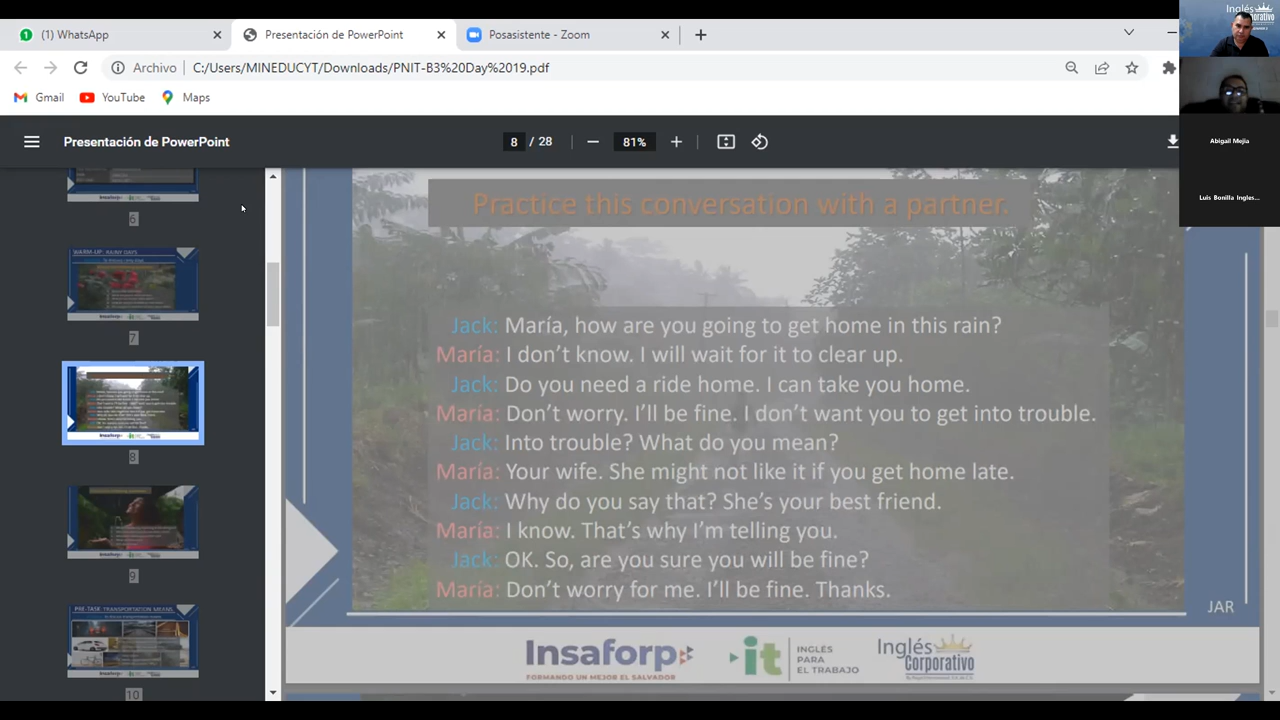 (1) WhatsApp
Presentación de PowerPoint
Posasistente - Zoom
Archivo
C:/Users/MINEDUCYT/Downloads/PNIT-B3%20Day%2019.pdf
Gmail
YouTube
Maps
Presentación de PowerPoint
8 / 28
81%
Inglés
Corporativo
Abigail Mejia
Luis Bonilla Ingles...
6
WARM-UP: RAINY DAYS
7
8
9
PRE-TASK: TRANSPORTATION MEANS
10
Practice this conversation with a partner.
Jack: María, how are you going to get home in this rain?
María: I don't know. I will wait for it to clear up.
Jack: Do you need a ride home. I can take you home.
María: Don't worry. I'll be fine. I don't want you to get into trouble.
Jack: Into trouble? What do you mean?
María: Your wife. She might not like it if you get home late.
Jack: Why do you say that? She's your best friend.
María: I know. That's why I'm telling you.
Jack: OK. So, are you sure you will be fine?
María: Don't worry for me. I'll be fine. Thanks.
JAR
Insaforp
FORMANDO UN MEJOR EL SALVADOR
it
INGLÉS
PARA
EL TRABAJO
Inglés
Corporativo